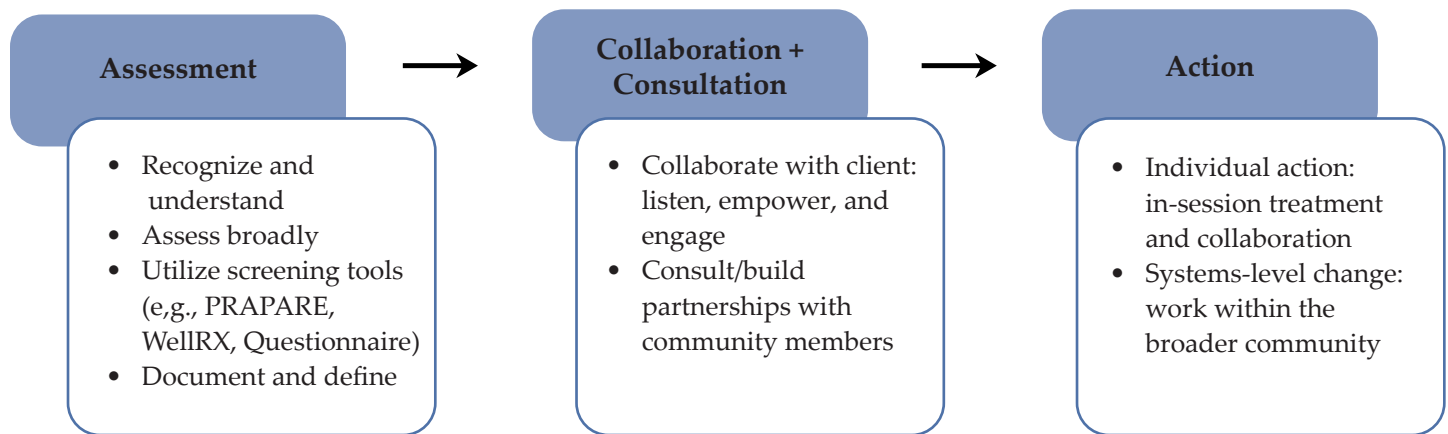 Assessment
• Recognize and
understand
• Assess broadly
• Utilize screening tools
(e,g., PRAPARE,
WellRX, Questionnaire)
• Document and define
Collaboration +
Consultation
• Collaborate with client:
listen, empower, and
engage
• Consult/build
partnerships with
community members
Action
• Individual action:
in-session treatment
and collaboration
• Systems-level change:
work within the
broader community